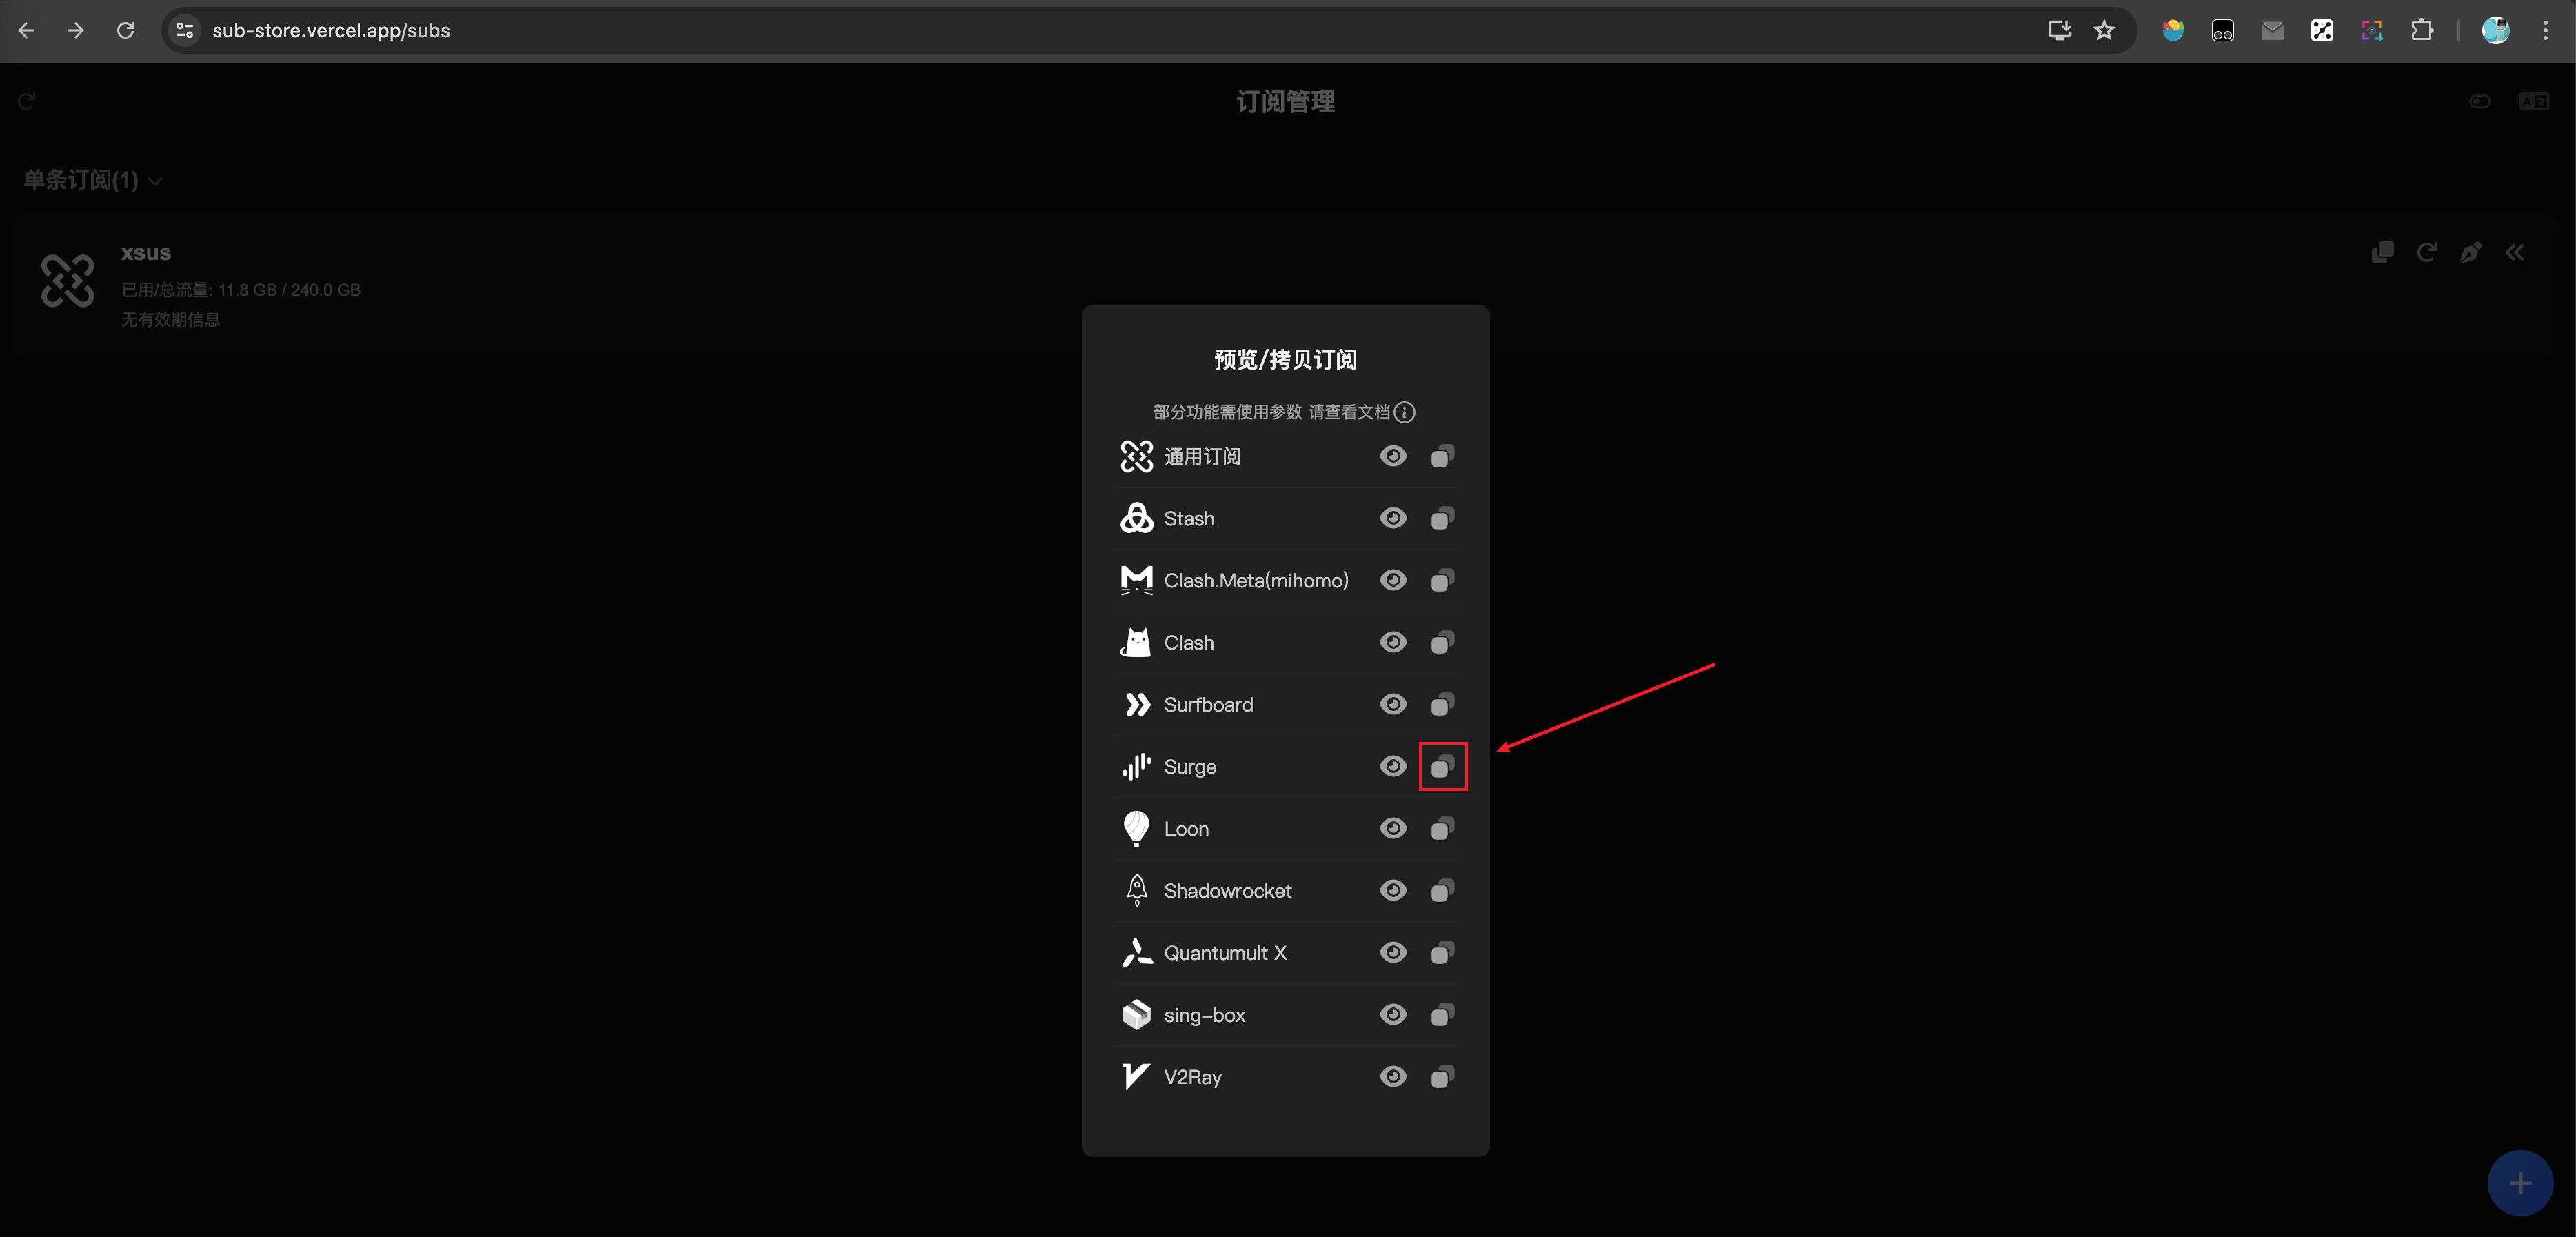 sub-store.vercel.app/subs
订阅管理
单条订阅(1)
xsus
已用/总流量: 11.8 GB / 240.0 GB
无有效期信息
预览/拷贝订阅
部分功能需使用参数 请查看文档
通用订阅
Stash
Clash.Meta(mihomo)
Clash
Surfboard
Surge
Loon
Shadowrocket
Quantumult X
sing-box
V2Ray